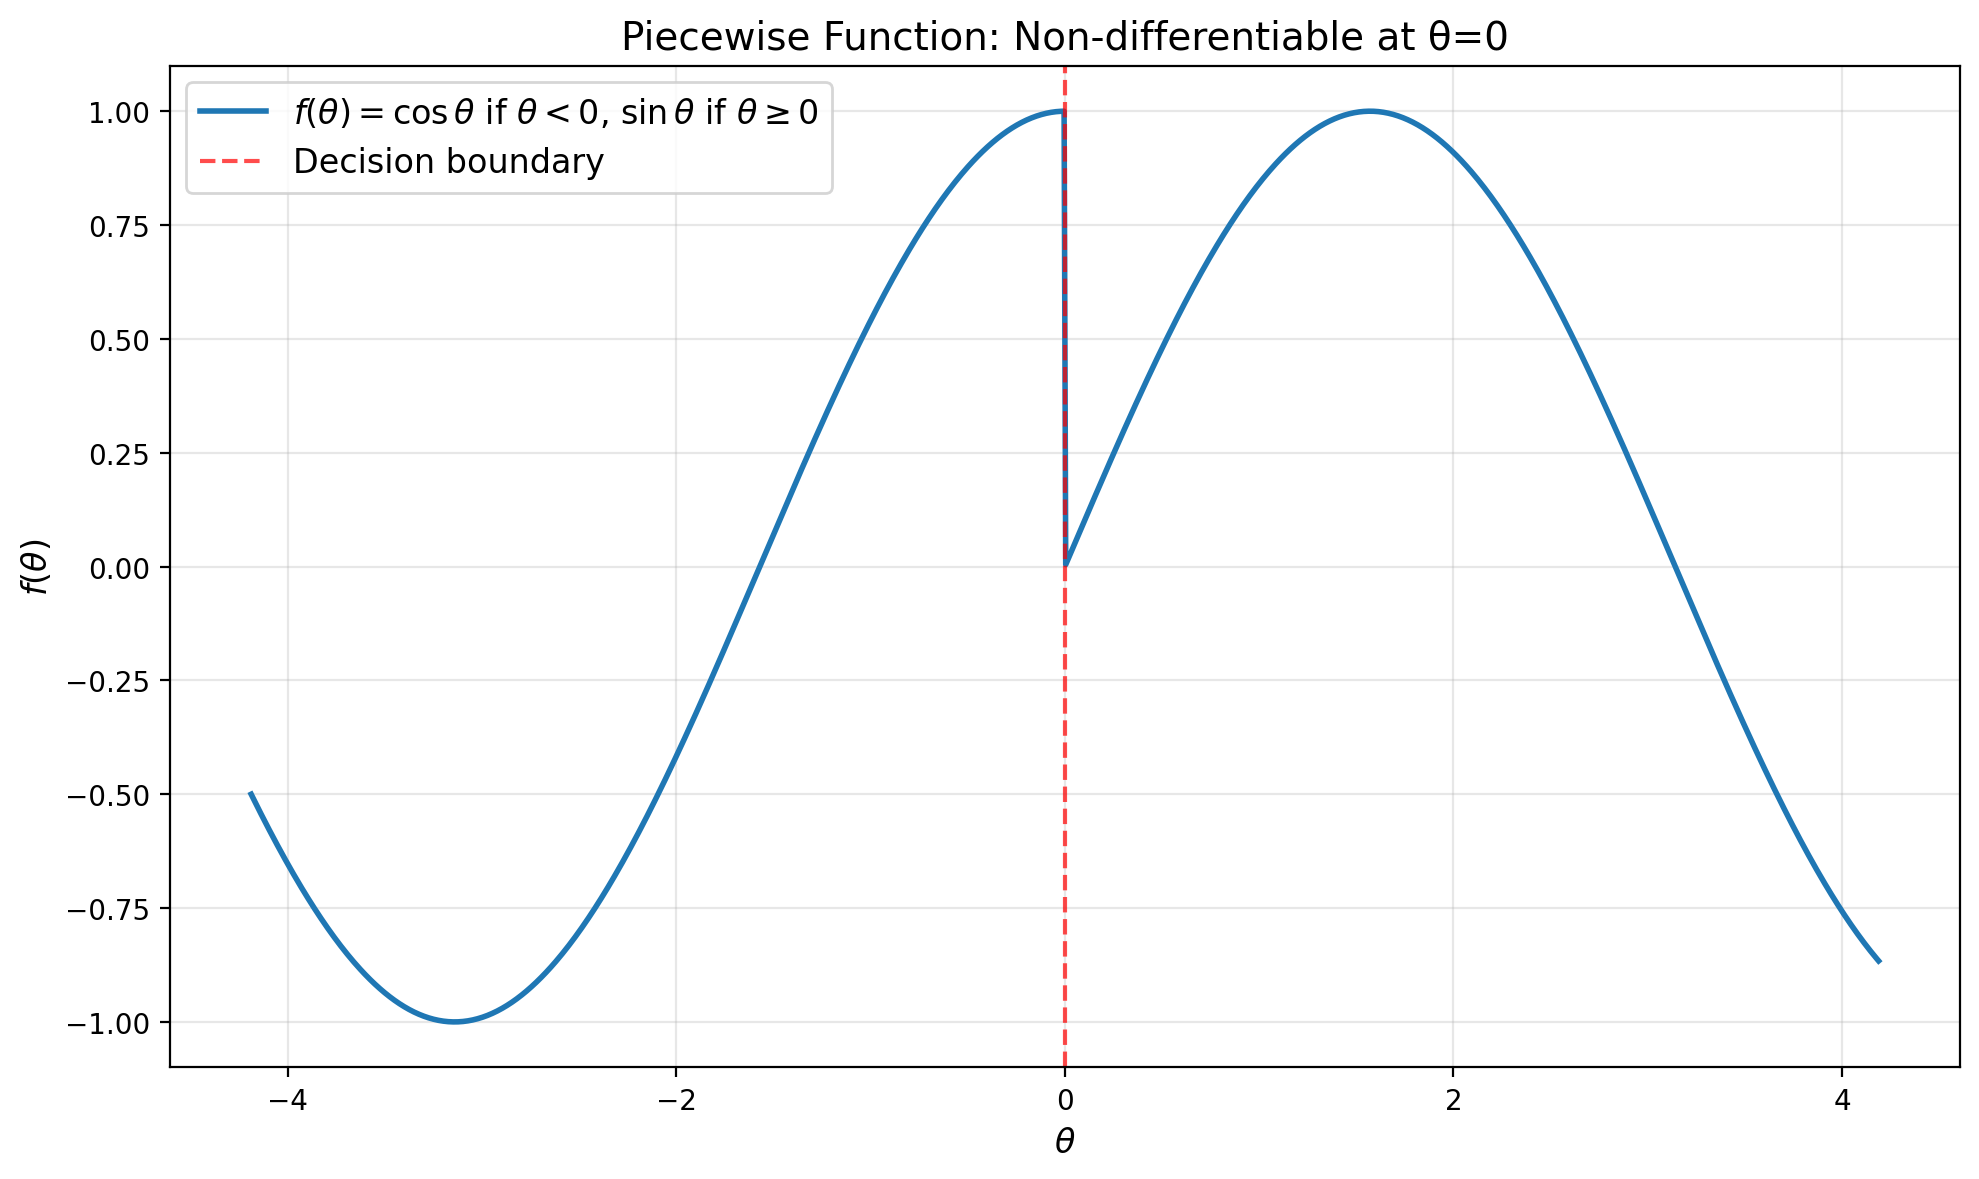 Piecewise Function: Non-differentiable at θ=0
f(θ) = cos θ if θ < 0, sin θ if θ ≥ 0
Decision boundary
1.00
0.75
0.50
0.25
0.00
−0.25
−0.50
−0.75
−1.00
f(θ)
−4
−2
0
2
4
θ